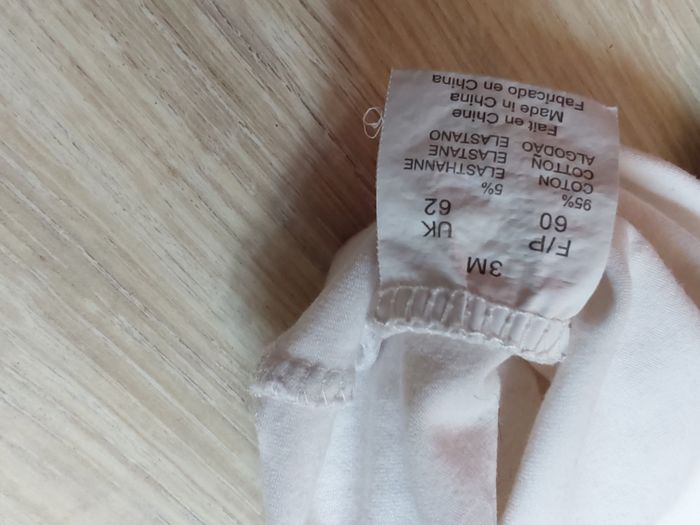 3M
F/P UK
60 62
95% 5%
COTON ELASTHANNE
COTTON ELASTANE
ALGODAO ELASTANO
Fait en Chine
Made in China
Fabricado en China